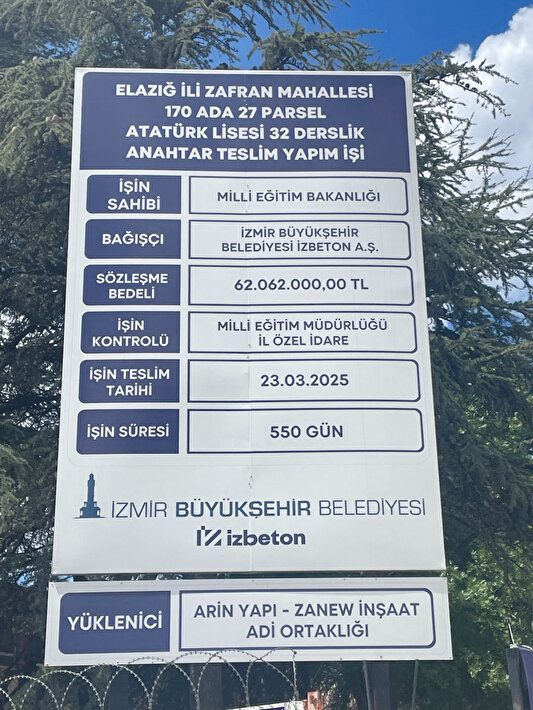 ELAZIĞ İLİ ZAFRAN MAHALLESİ
170 ADA 27 PARSEL
ATATÜRK LİSESİ 32 DERSLİK
ANAHTAR TESLİM YAPIM İŞİ
İŞİN
SAHİBİ
MİLLİ EĞİTİM BAKANLIĞI
BAĞIŞÇI
İZMİR BÜYÜKŞEHİR
BELEDİYESİ İZBETON A.Ş.
SÖZLEŞME
BEDELİ
62.062.000,00 TL
İŞİN
KONTROLÜ
MİLLİ EĞİTİM MÜDÜRLÜĞÜ
İL ÖZEL İDARE
İŞİN TESLİM
TARİHİ
23.03.2025
İŞİN SÜRESİ
550 GÜN
İZMİR BÜYÜKŞEHİR BELEDİYESİ
izbeton
YÜKLENİCİ
ARİN YAPI - ZANEW İNŞAAT
ADİ ORTAKLIĞI